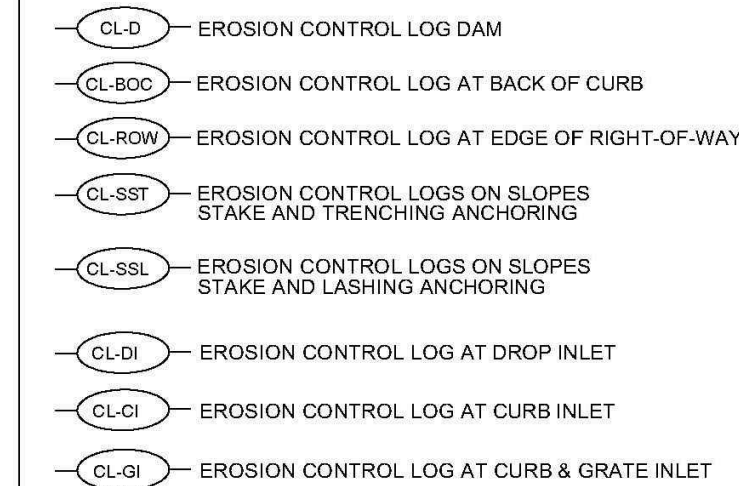 CL-D EROSION CONTROL LOG DAM
CL-BOC EROSION CONTROL LOG AT BACK OF CURB
CL-ROW EROSION CONTROL LOG AT EDGE OF RIGHT-OF-WAY
CL-SST EROSION CONTROL LOGS ON SLOPES
STAKE AND TRENCHING ANCHORING
CL-SSL EROSION CONTROL LOGS ON SLOPES
STAKE AND LASHING ANCHORING
CL-DI EROSION CONTROL LOG AT DROP INLET
CL-CI EROSION CONTROL LOG AT CURB INLET
CL-GI EROSION CONTROL LOG AT CURB & GRATE INLET